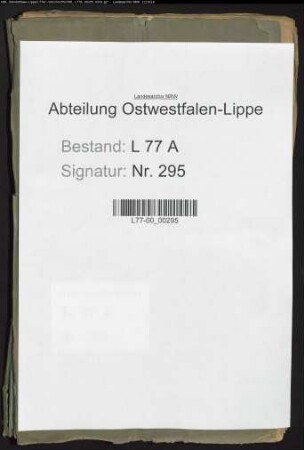 Landesarchiv NRW
Abteilung Ostwestfalen-Lippe
Bestand: L 77 A
Signatur: Nr. 295
L77-00_00295